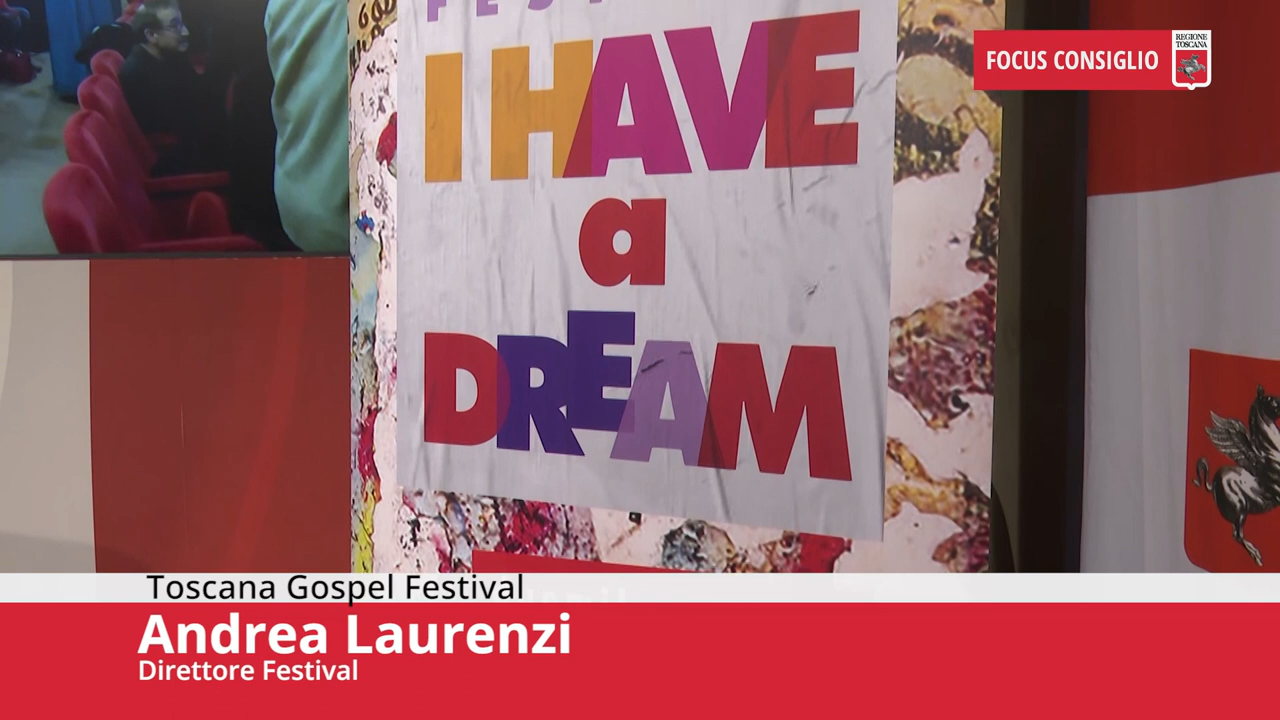 I HAVE
a
DREAM
FOCUS CONSIGLIO
REGIONE
TOSCANA
Toscana Gospel Festival
Andrea Laurenzi
Direttore Festival